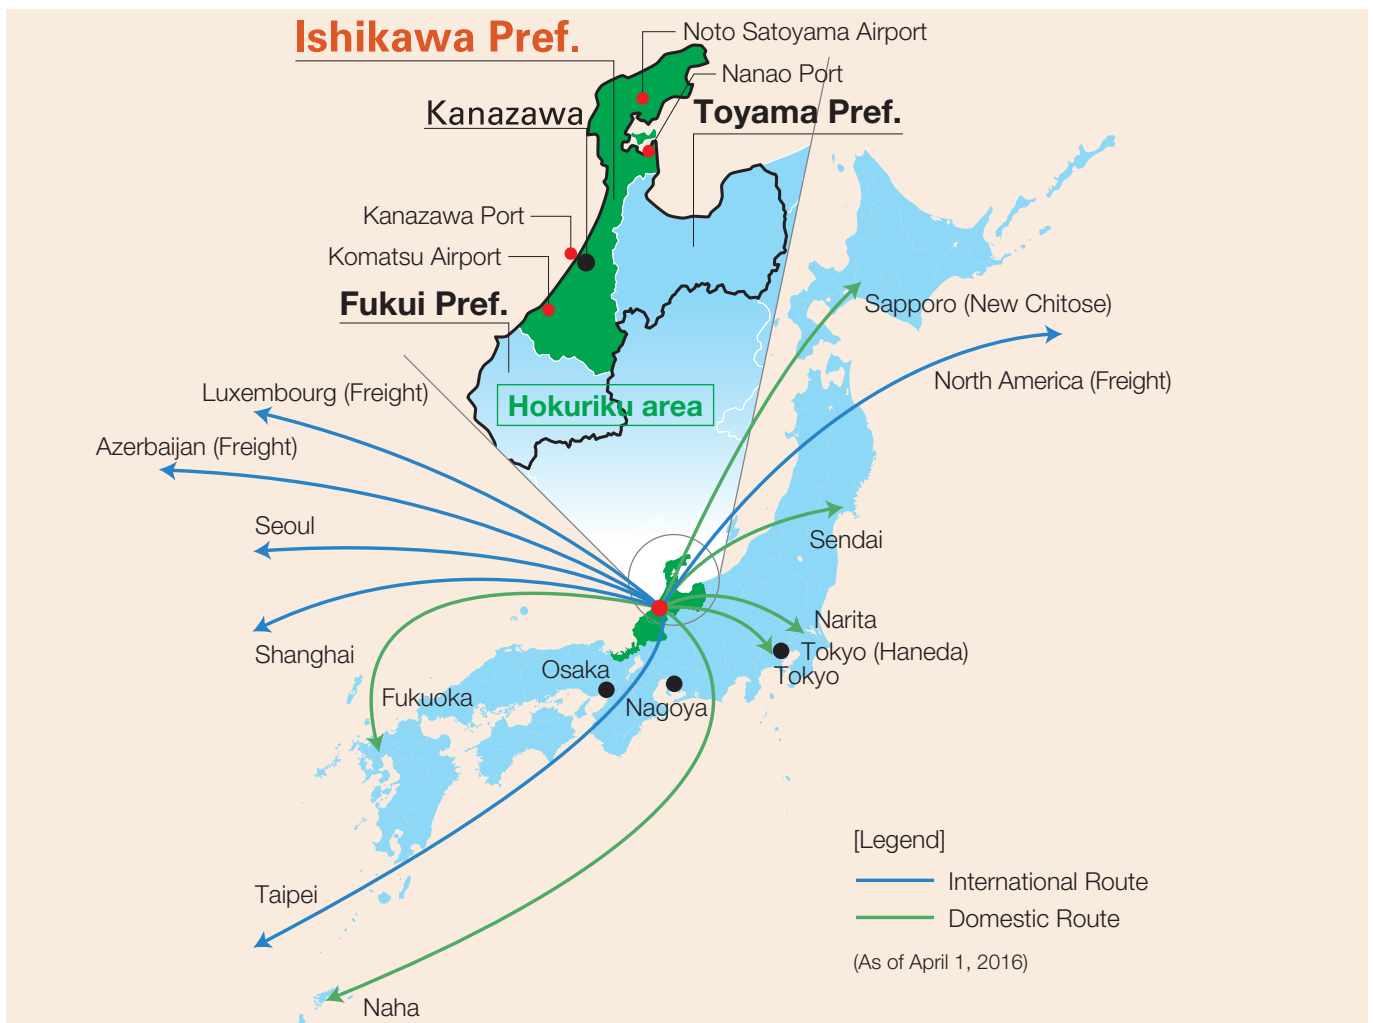 Ishikawa Pref.
Noto Satoyama Airport
Nanao Port
Kanazawa
Toyama Pref.
Kanazawa Port
Komatsu Airport
Fukui Pref.
Sapporo (New Chitose)
North America (Freight)
Luxembourg (Freight)
Hokuriku area
Azerbaijan (Freight)
Seoul
Sendai
Shanghai
Narita
Tokyo (Haneda)
Tokyo
Osaka
Fukuoka
Nagoya
Taipei
Naha
[Legend]
International Route
Domestic Route
(As of April 1, 2016)